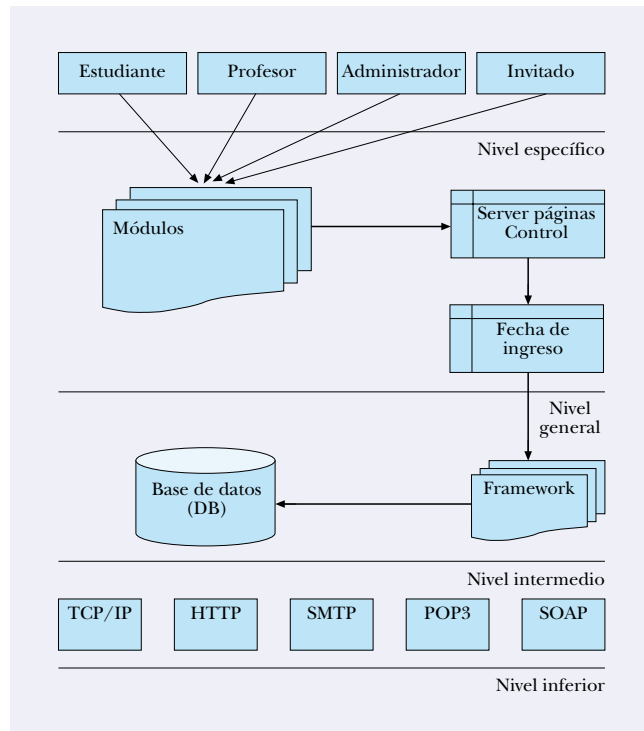 Estudiante
Profesor
Administrador
Invitado
Nivel específico
Módulos
Server páginas
Control
Fecha de
ingreso
Nivel
general
Base de datos
(DB)
Framework
Nivel intermedio
TCP/IP
HTTP
SMTP
POP3
SOAP
Nivel inferior